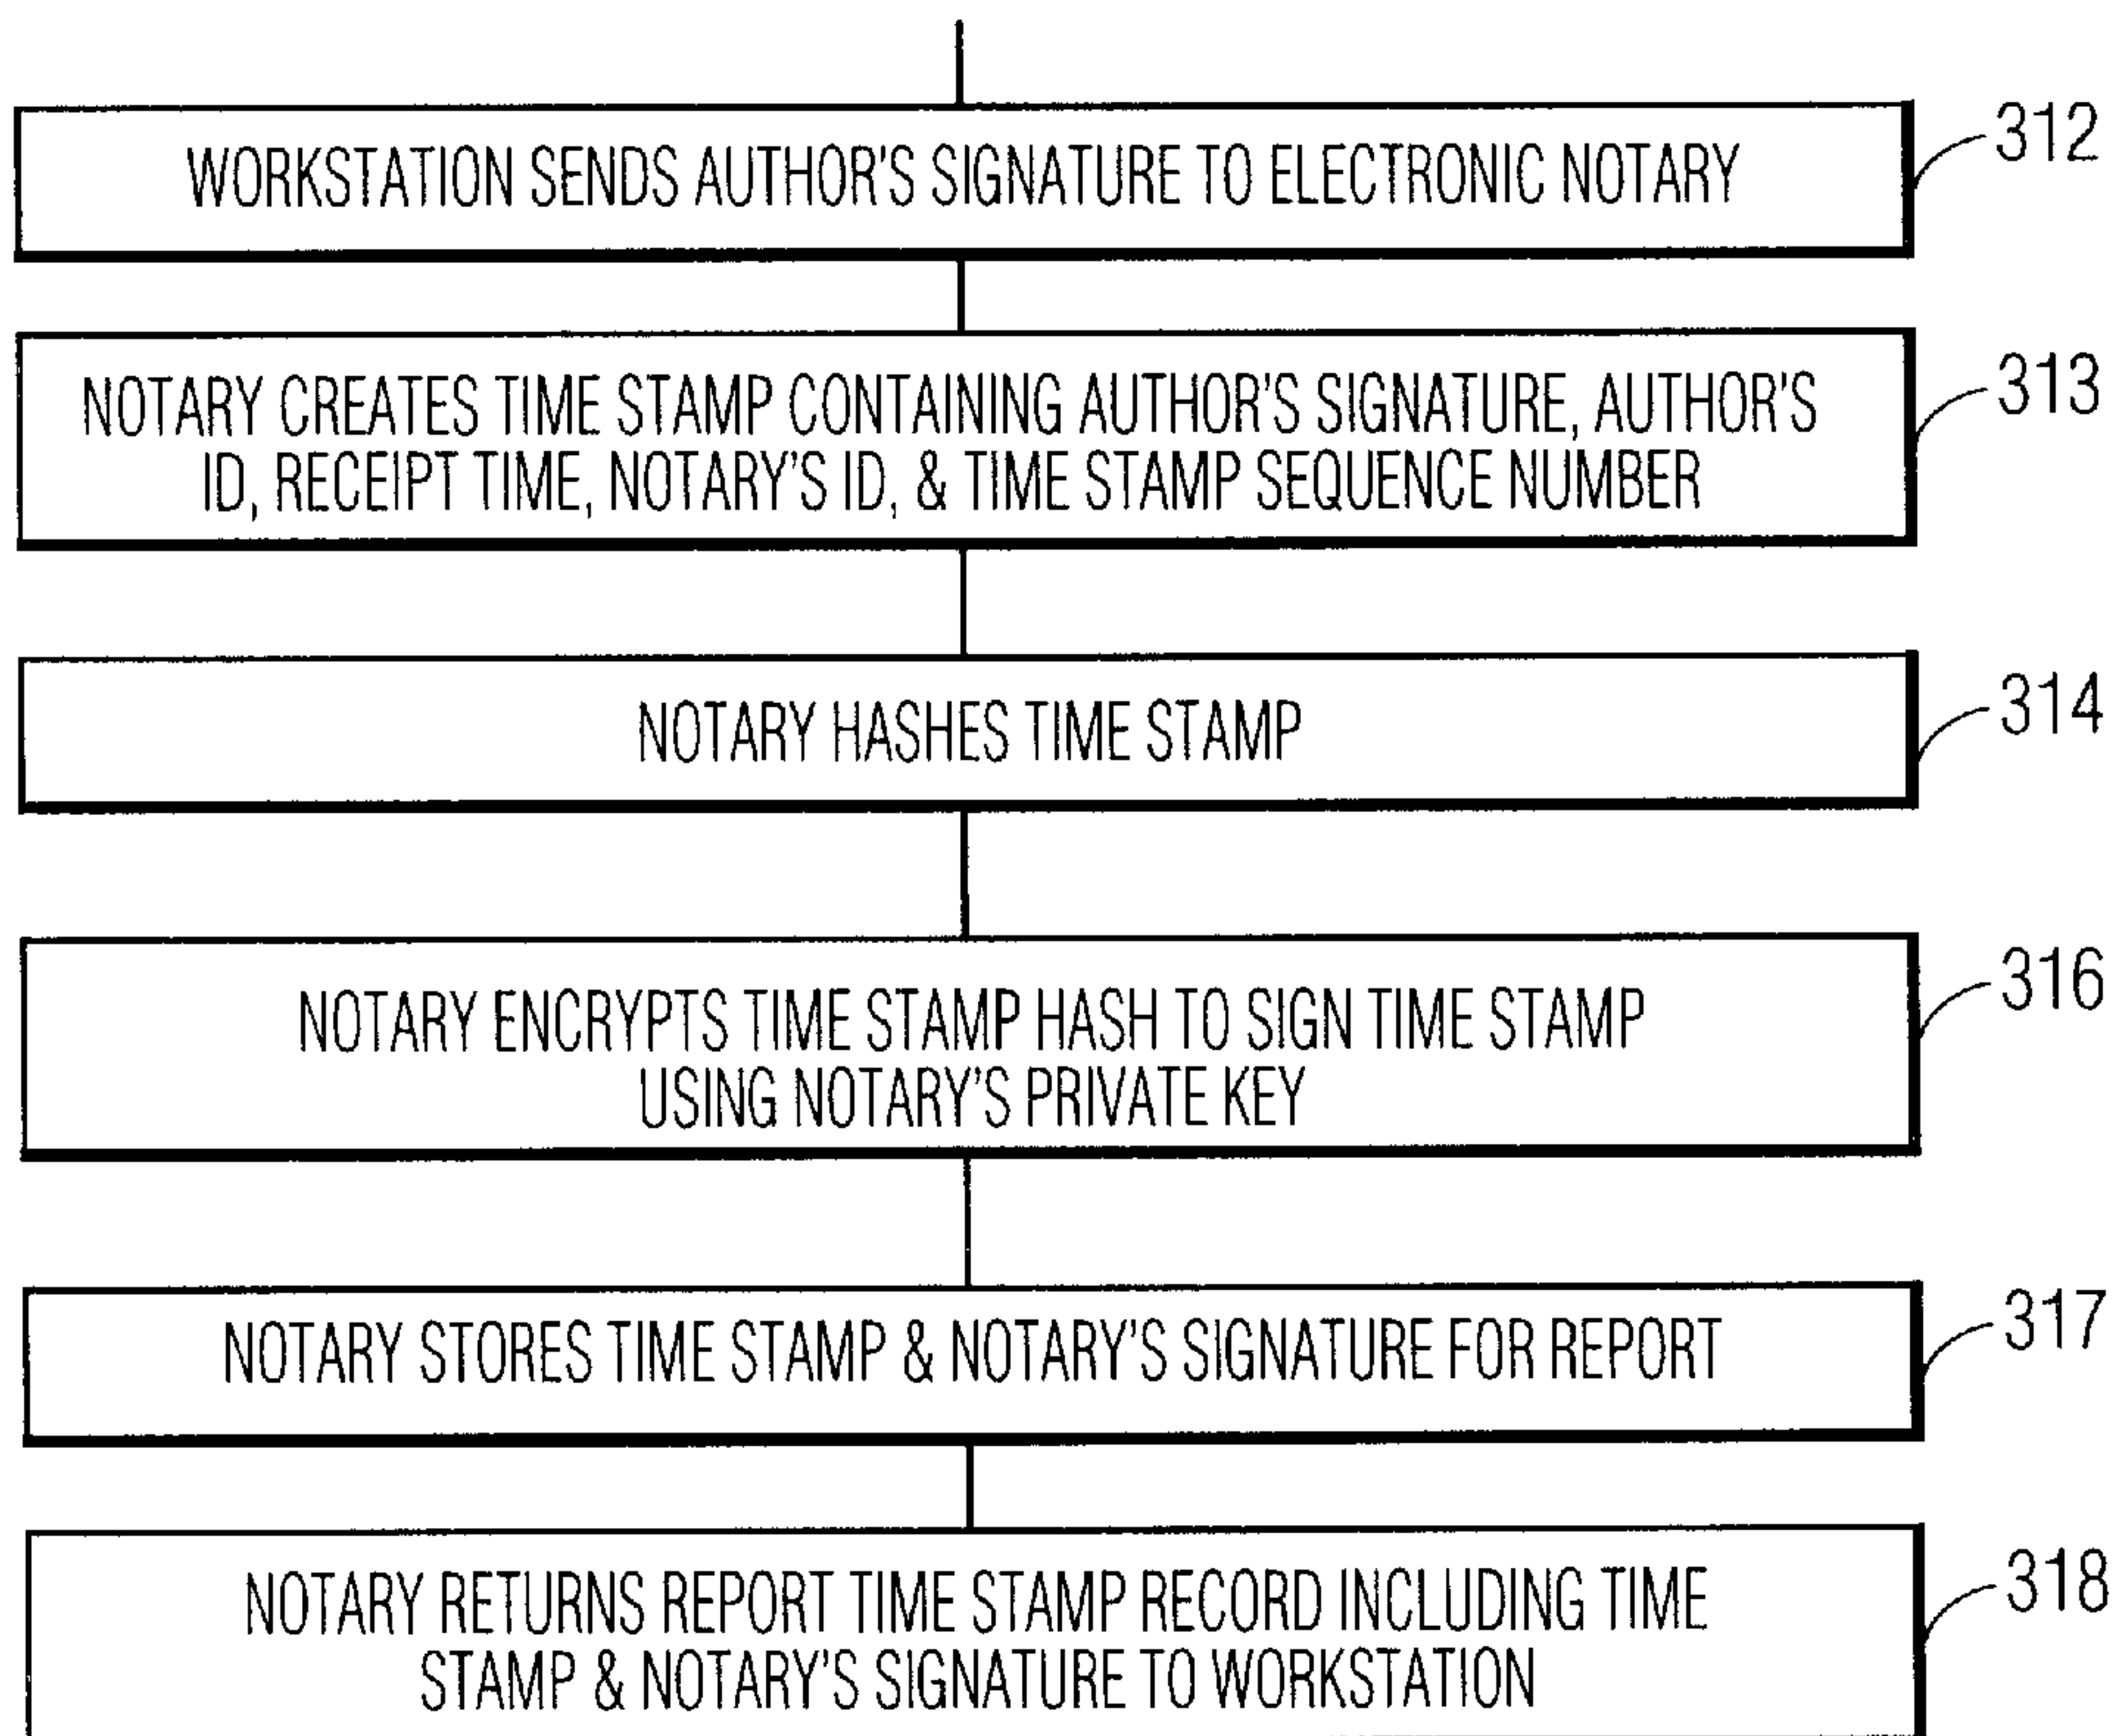 WORKSTATION SENDS AUTHOR'S SIGNATURE TO ELECTRONIC NOTARY
312
NOTARY CREATES TIME STAMP CONTAINING AUTHOR'S SIGNATURE, AUTHOR'S
ID, RECEIPT TIME, NOTARY'S ID, & TIME STAMP SEQUENCE NUMBER
313
NOTARY HASHES TIME STAMP
314
NOTARY ENCRYPTS TIME STAMP HASH TO SIGN TIME STAMP
USING NOTARY'S PRIVATE KEY
316
NOTARY STORES TIME STAMP & NOTARY'S SIGNATURE FOR REPORT
317
NOTARY RETURNS REPORT TIME STAMP RECORD INCLUDING TIME
STAMP & NOTARY'S SIGNATURE TO WORKSTATION
318